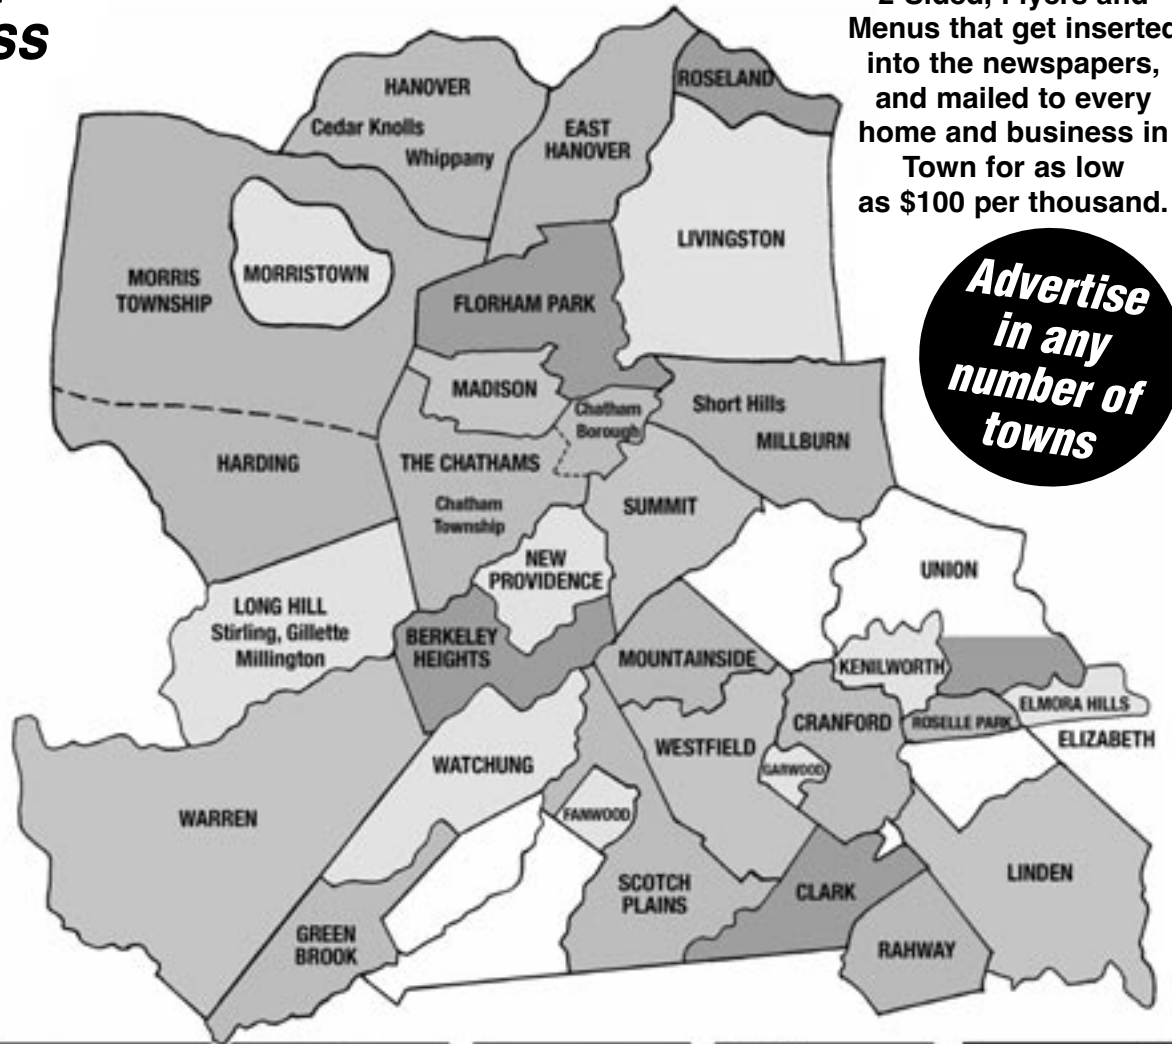 ss
2 Sided, Flyers and
Menus that get inserted
into the newspapers,
and mailed to every
home and business in
Town for as low
as $100 per thousand.
Advertise
in any
number of
towns
HANOVER
Cedar Knolls
Whippany
EAST
HANOVER
ROSELAND
LIVINGSTON
MORRIS
TOWNSHIP
MORRISTOWN
FLORHAM PARK
MADISON
Chatham
Borough
Short Hills
MILLBURN
HARDING
THE CHATHAMS
Chatham
Township
SUMMIT
NEW
PROVIDENCE
UNION
LONG HILL
Stirling, Gillette
Millington
BERKELEY
HEIGHTS
MOUNTAINSIDE
KENILWORTH
ELMORA HILLS
ROSELLE PARK
CRANFORD
ELIZABETH
WESTFIELD
WATCHUNG
GARWOOD
WARREN
FANWOOD
LINDEN
SCOTCH
PLAINS
CLARK
GREEN
BROOK
RAHWAY